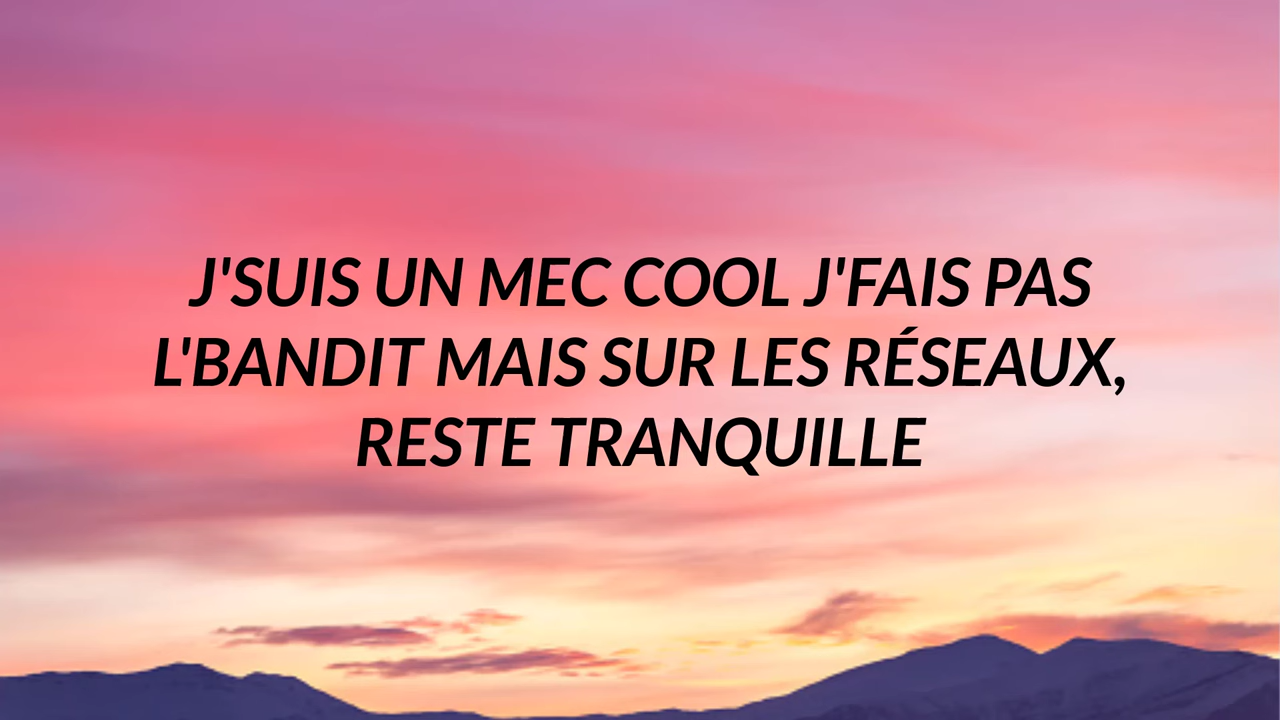 J'SUIS UN MEC COOL J'FAIS PAS
L'BANDIT MAIS SUR LES RÉSEAUX,
RESTE TRANQUILLE